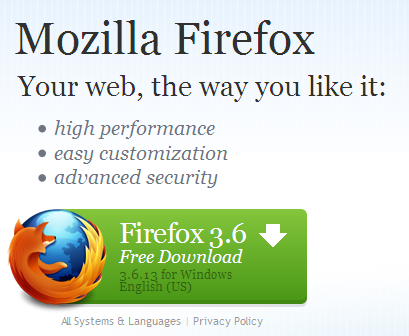 Mozilla Firefox
Your web, the way you like it:
• high performance
• easy customization
• advanced security
Firefox 3.6
Free Download
3.6.13 for Windows
English (US)
All Systems & Languages | Privacy Policy